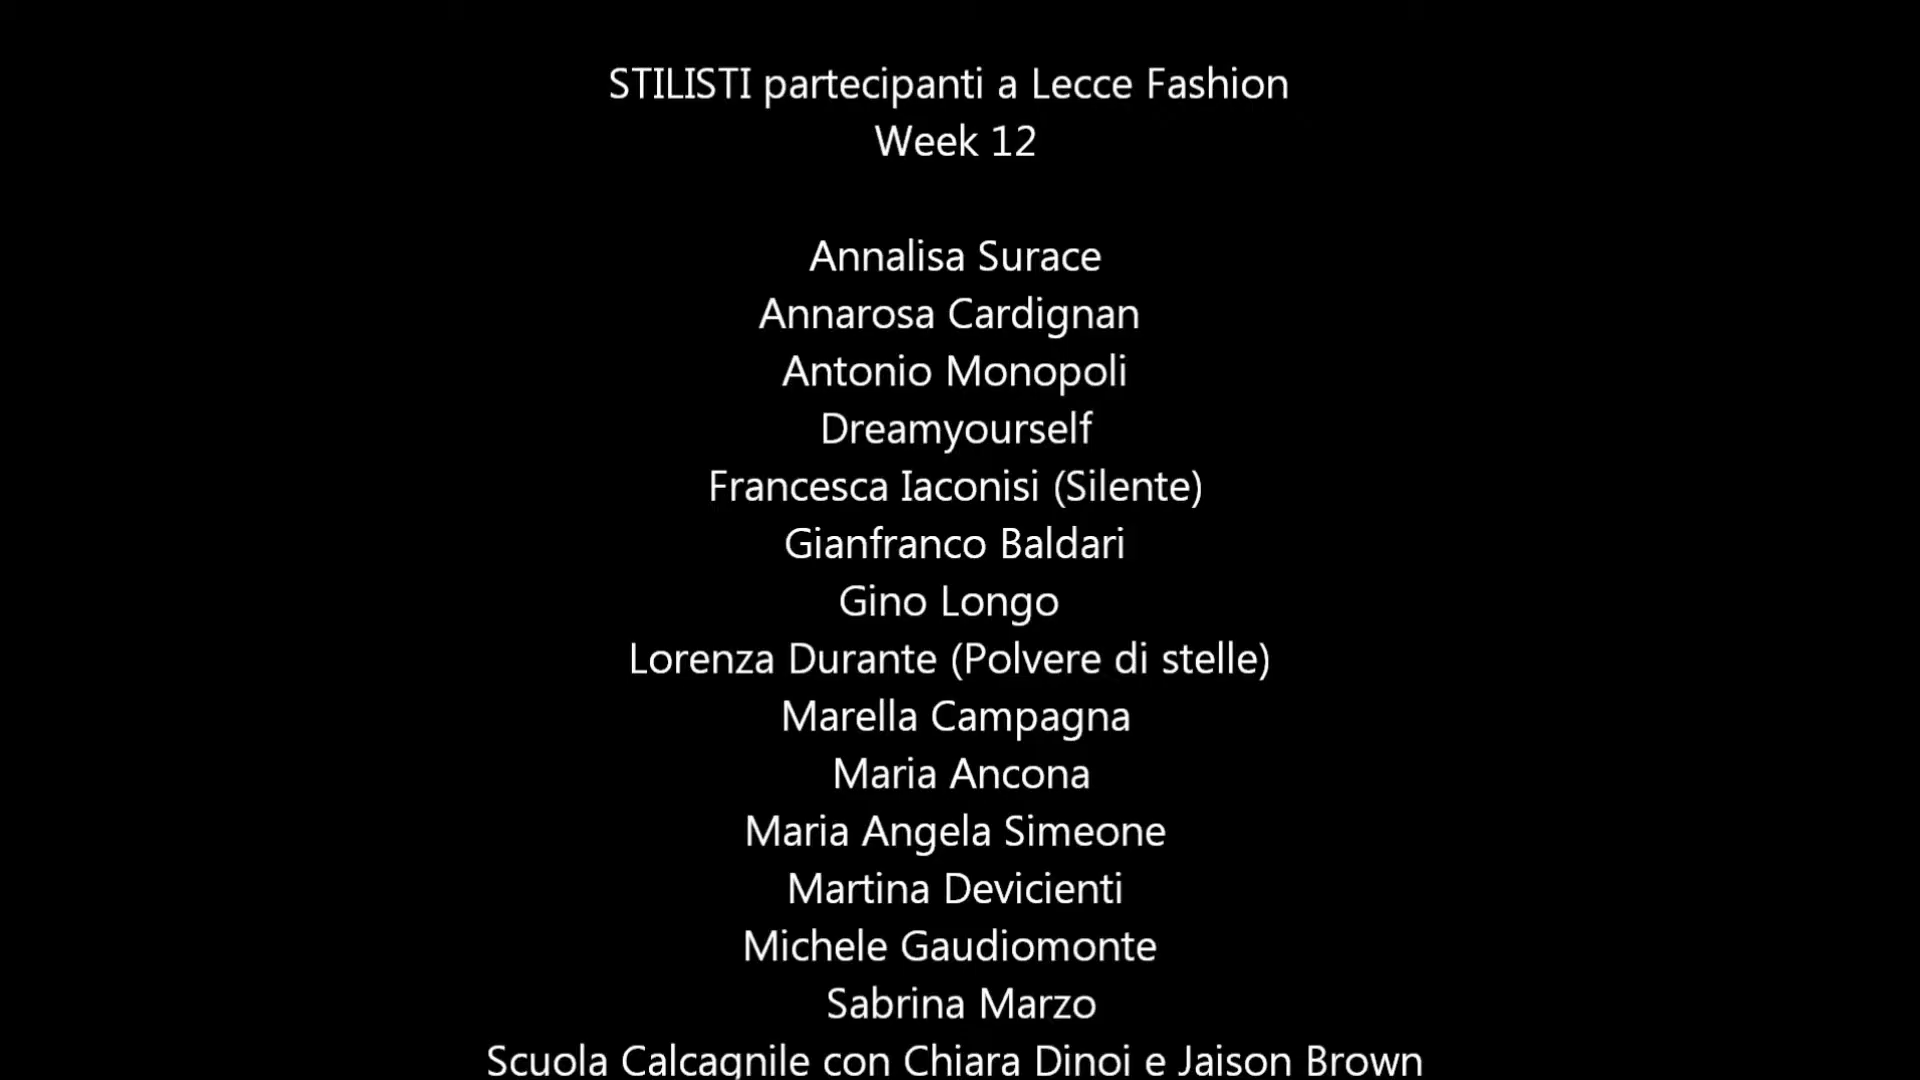 STILISTI partecipanti a Lecce Fashion
Week 12
Annalisa Surace
Annarosa Cardignan
Antonio Monopoli
Dreamyourself
Francesca Iaconisi (Silente)
Gianfranco Baldari
Gino Longo
Lorenza Durante (Polvere di stelle)
Marella Campagna
Maria Ancona
Maria Angela Simeone
Martina Devicienti
Michele Gaudiomonte
Sabrina Marzo
Scuola Calcagnile con Chiara Dinoi e Jaison Brown